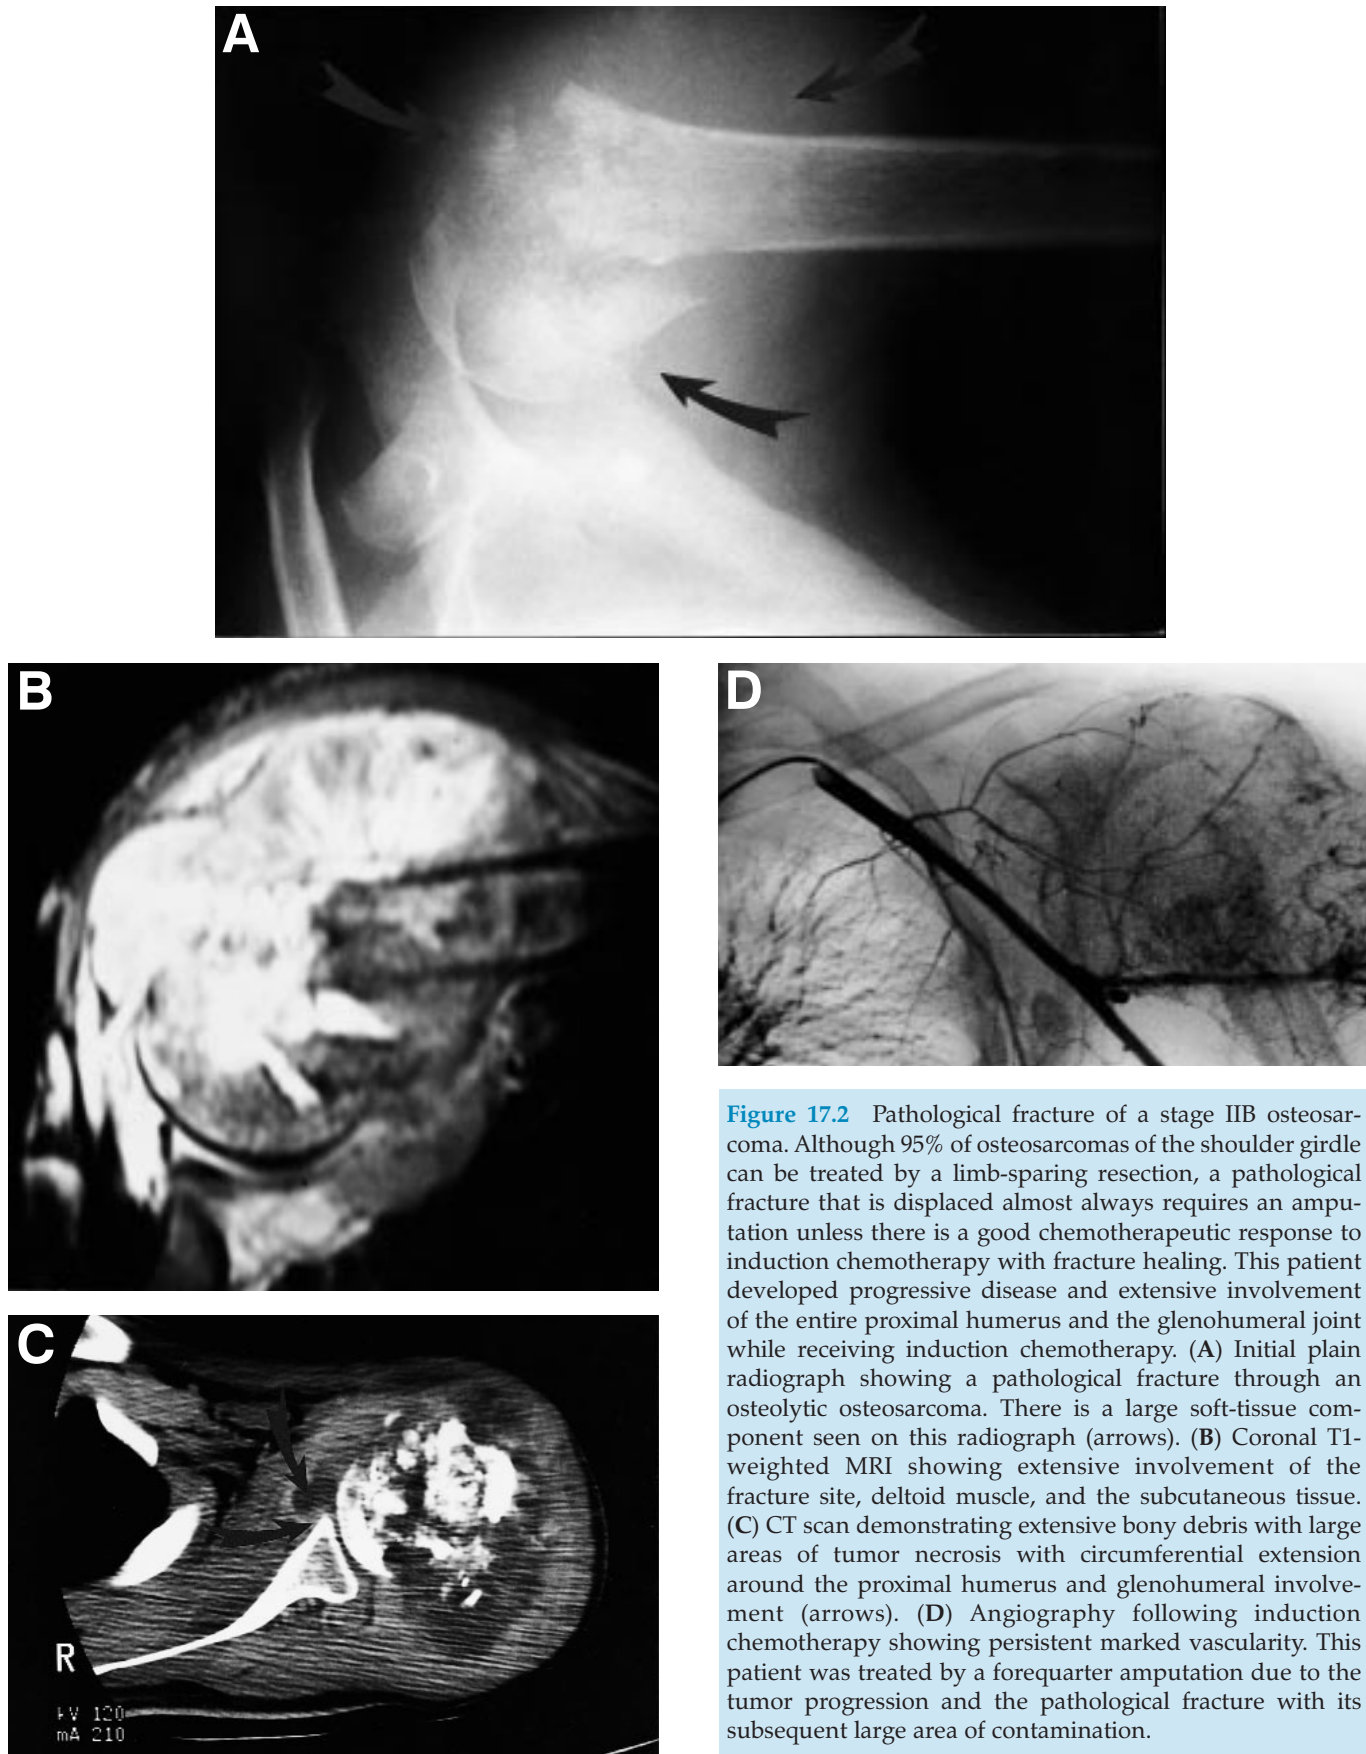 A
B
D
C
R
kV 120
mA 210
Figure 17.2 Pathological fracture of a stage IIB osteosar-
coma. Although 95% of osteosarcomas of the shoulder girdle
can be treated by a limb-sparing resection, a pathological
fracture that is displaced almost always requires an ampu-
tation unless there is a good chemotherapeutic response to
induction chemotherapy with fracture healing. This patient
developed progressive disease and extensive involvement
of the entire proximal humerus and the glenohumeral joint
while receiving induction chemotherapy. (A) Initial plain
radiograph showing a pathological fracture through an
osteolytic osteosarcoma. There is a large soft-tissue com-
ponent seen on this radiograph (arrows). (B) Coronal T1-
weighted MRI showing extensive involvement of the
fracture site, deltoid muscle, and the subcutaneous tissue.
(C) CT scan demonstrating extensive bony debris with large
areas of tumor necrosis with circumferential extension
around the proximal humerus and glenohumeral involve-
ment (arrows). (D) Angiography following induction
chemotherapy showing persistent marked vascularity. This
patient was treated by a forequarter amputation due to the
tumor progression and the pathological fracture with its
subsequent large area of contamination.